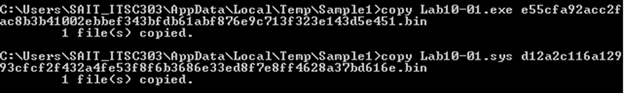 C:\Users\SAIT_ITSC303\AppData\Local\Temp\Sample1>copy Lab10-01.exe e55cfa92acc2f
ac8b3b41002ebbef343bfdb61abf876e9c713f323e143d5e451.bin
1 file(s) copied.
C:\Users\SAIT_ITSC303\AppData\Local\Temp\Sample1>copy Lab10-01.sys d12a2c116a129
93cfcf2f432a4fe53f8f6b3686e33ed8f7e8ff4628a37bd616e.bin
1 file(s) copied.